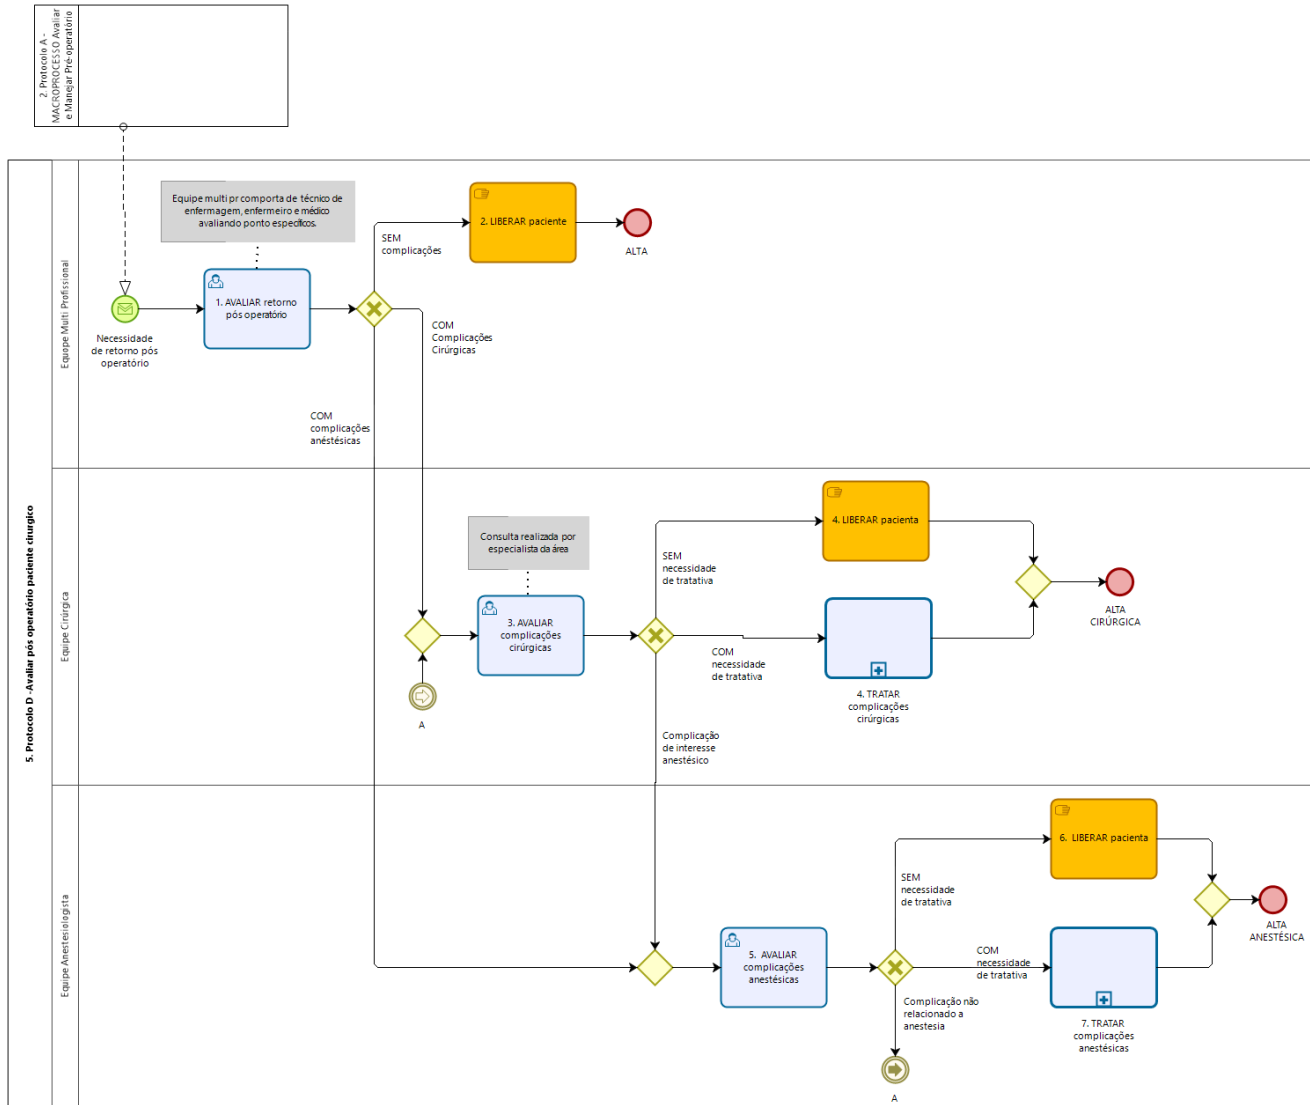 2. Protocolo A -
MACROPROCESSO Avaliar
e Manejar Pré-operatório
5. Protocolo D - Avaliar pós operatório paciente cirurgico
Equope Multi Profissional
Necessidade
de retorno pós
operatório
Equipe multi pr comporta de técnico de
enfermagem, enfermeiro e médico
avaliando ponto específicos.
1. AVALIAR retorno
pós operatório
SEM
complicações
2. LIBERAR paciente
ALTA
COM
Complicações
Cirúrgicas
COM
complicações
anéstésicas
Equipe Cirúrgica
A
Consulta realizada por
especialista da área
3. AVALIAR
complicações
cirúrgicas
SEM
necessidade
de tratativa
4. LIBERAR pacienta
COM
necessidade
de tratativa
4. TRATAR
complicações
cirúrgicas
ALTA
CIRÚRGICA
Complicação
de interesse
anestésico
Equipe Anestesiologista
5. AVALIAR
complicações
anestésicas
SEM
necessidade
de tratativa
6. LIBERAR pacienta
COM
necessidade
de tratativa
7. TRATAR
complicações
anestésicas
ALTA
ANESTÉSICA
Complicação não
relacionado a
anestesia
A